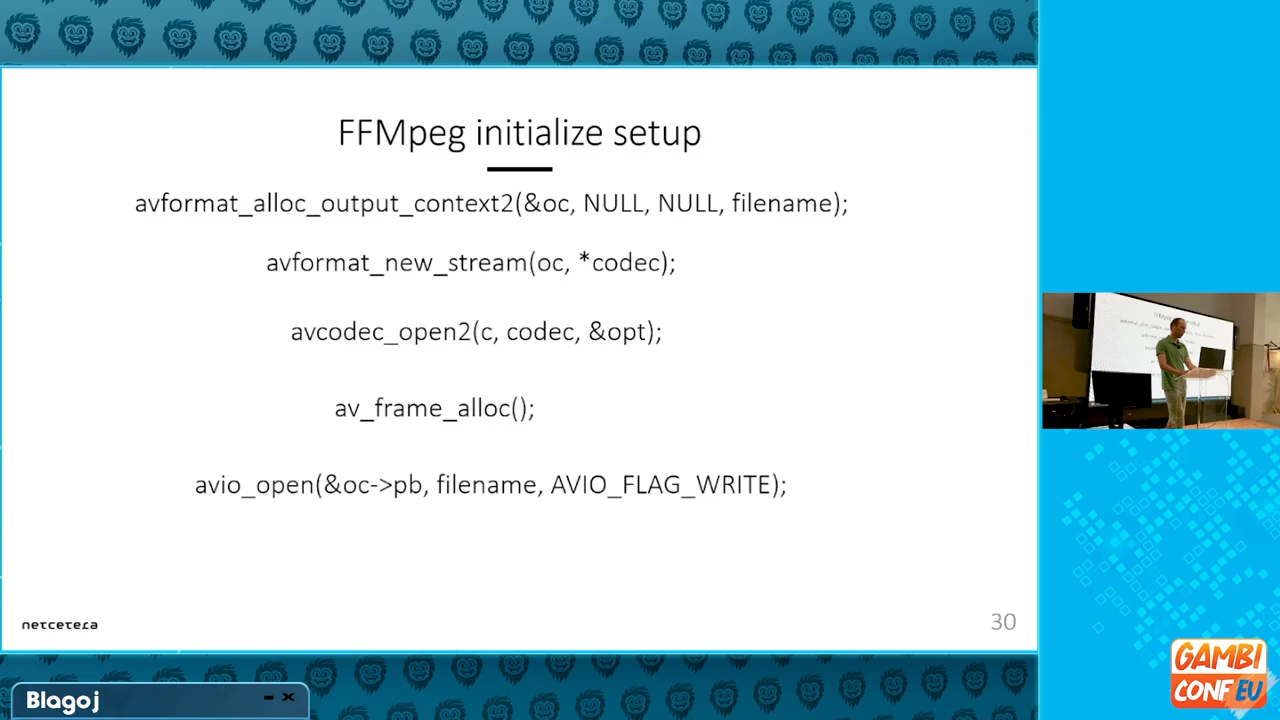 FFMpeg initialize setup
avformat_alloc_output_context2(&oc, NULL, NULL, filename);
avformat_new_stream(oc, *codec);
avcodec_open2(c, codec, &opt);
av_frame_alloc();
avio_open(&oc->pb, filename, AVIO_FLAG_WRITE);
netcetera
30
Blagoj
GAMBI
CONF EU